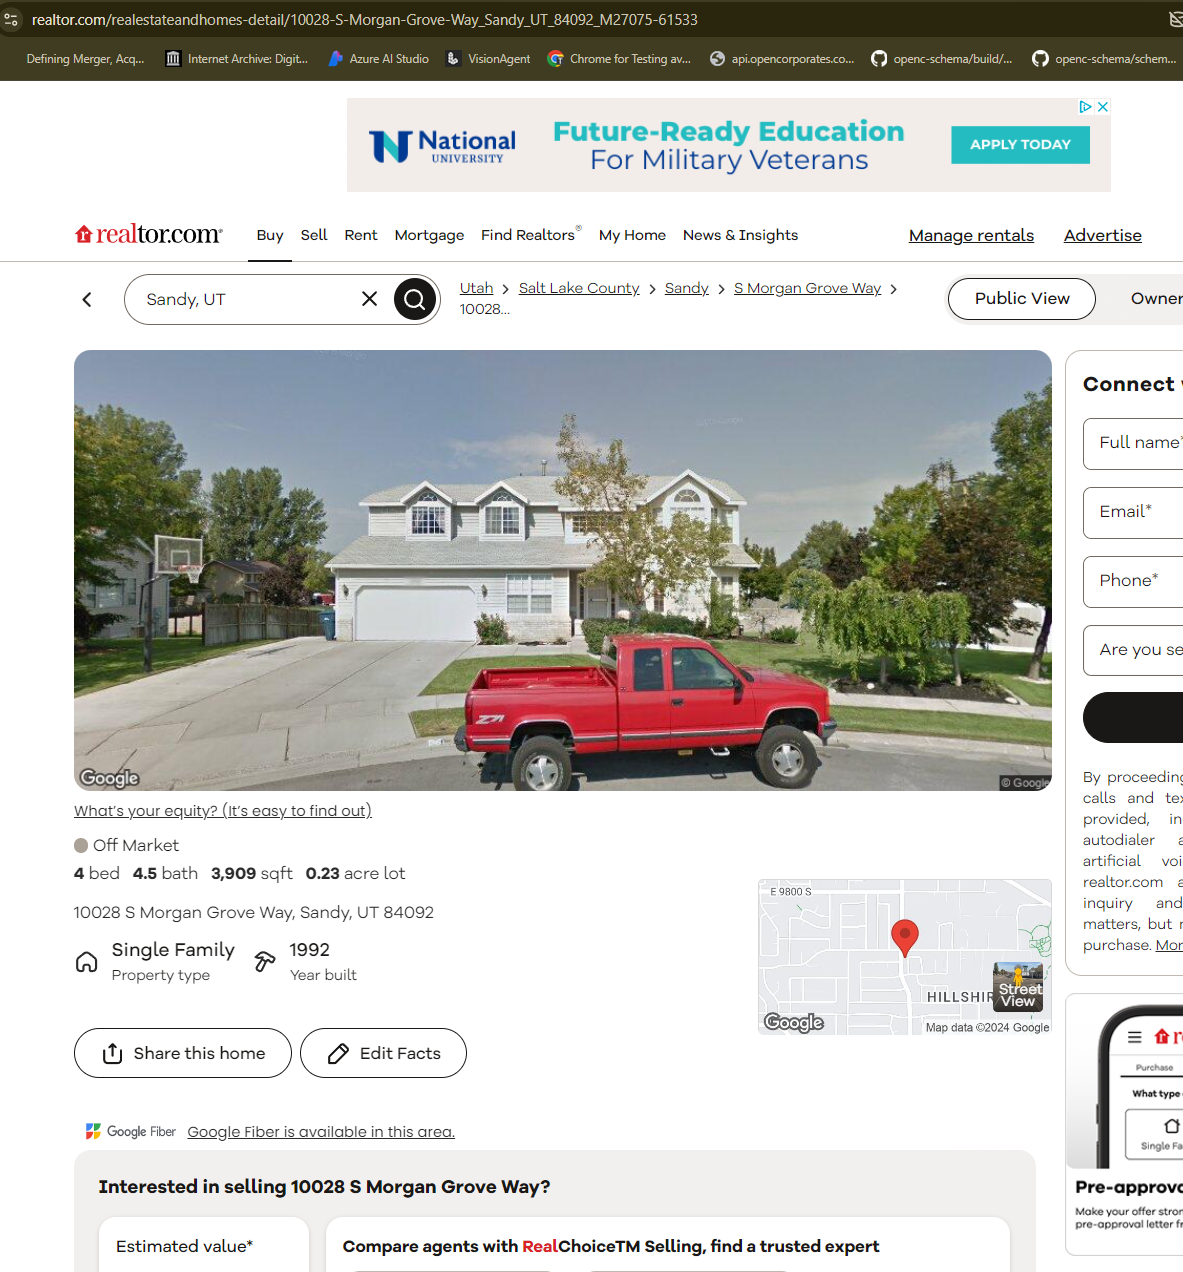 realtor.com/realestateandhomes-detail/10028-S-Morgan-Grove-Way_Sandy_UT_84092_M27075-61533
Defining Merger, Acq... Internet Archive: Digit... Azure AI Studio VisionAgent Chrome for Testing av... api.opencorporates.co... openc-schema/build/... openc-schema/schem...
National
UNIVERSITY
Future-Ready Education
For Military Veterans
APPLY TODAY
realtor.com®
Buy Sell Rent Mortgage Find Realtors® My Home News & Insights Manage rentals Advertise
Sandy, UT
Utah > Salt Lake County > Sandy > S Morgan Grove Way >
10028...
Public View Owner
Connect
Full name*
Email*
Phone*
Are you se
Z71
Google
© Google
By proceeding
calls and tex
provided, in
autodialer a
artificial voi
realtor.com a
inquiry and
matters, but
purchase. Mor
What's your equity? (It's easy to find out)
Off Market
4 bed 4.5 bath 3,909 sqft 0.23 acre lot
10028 S Morgan Grove Way, Sandy, UT 84092
Single Family
Property type
1992
Year built
E 9800 S
HILLSHIR
Street
View
Google
Map data ©2024 Google
Share this home
Edit Facts
Google Fiber Google Fiber is available in this area.
Interested in selling 10028 S Morgan Grove Way?
Estimated value*
Compare agents with RealChoiceTM Selling, find a trusted expert
Purchase
What type
Single Fa
Pre-approva
Make your offer stron
pre-approval letter f